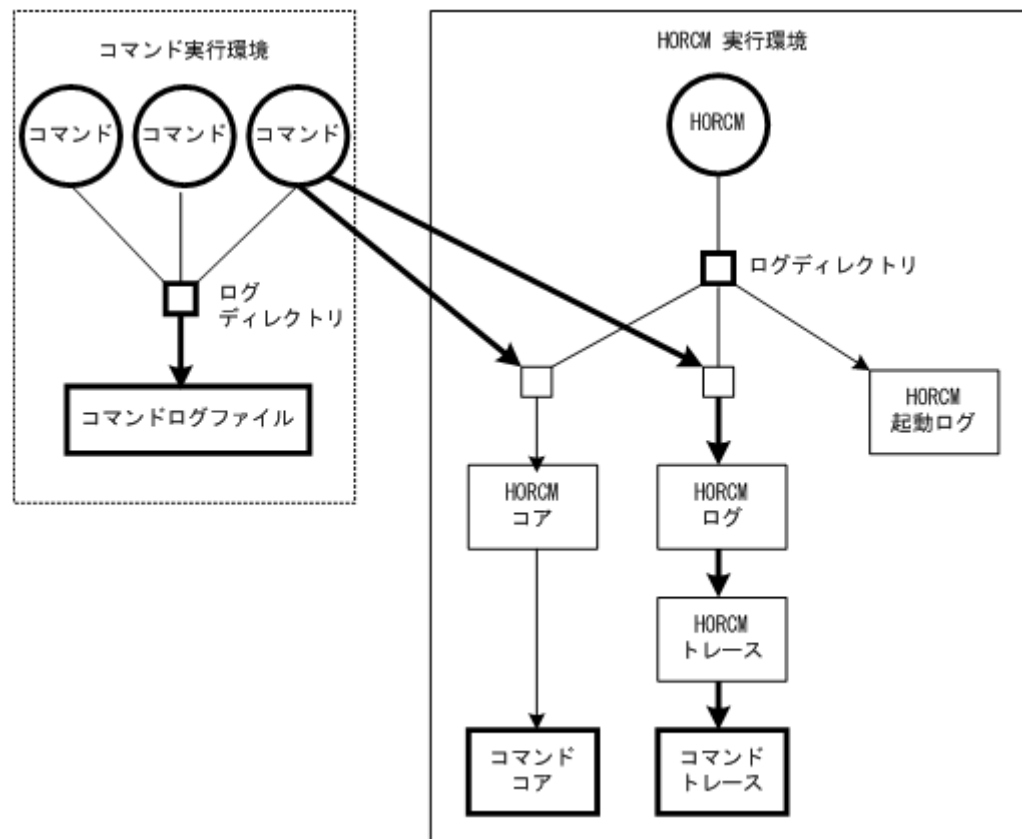 コマンド実行環境
コマンド
コマンド
コマンド
ログ
ディレクトリ
コマンドログファイル
HORCM 実行環境
HORCM
ログディレクトリ
HORCM
起動ログ
HORCM
コア
HORCM
ログ
HORCM
トレース
コマンド
コア
コマンド
トレース